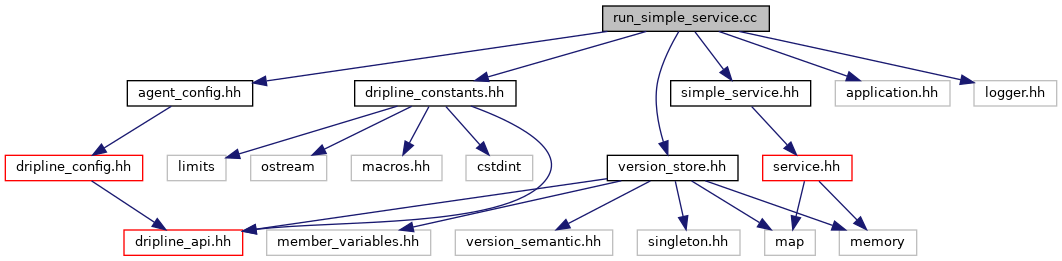 run_simple_service.cc
agent_config.hh
dripline_constants.hh
simple_service.hh
application.hh
logger.hh
dripline_config.hh
limits
ostream
macros.hh
cstdint
version_store.hh
service.hh
dripline_api.hh
member_variables.hh
version_semantic.hh
singleton.hh
map
memory